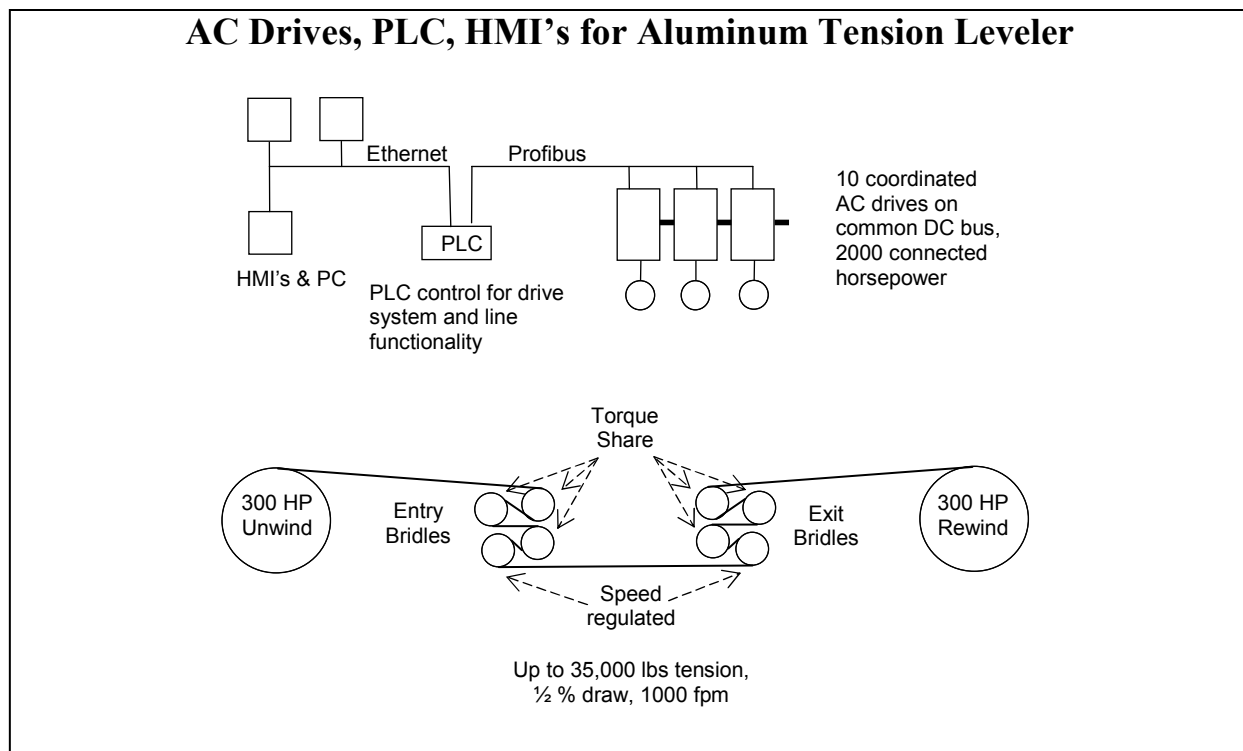 AC Drives, PLC, HMI’s for Aluminum Tension Leveler
Ethernet
Profibus
PLC
HMI’s & PC
PLC control for drive
system and line
functionality
10 coordinated
AC drives on
common DC bus,
2000 connected
horsepower
Torque
Share
300 HP
Unwind
Entry
Bridles
Exit
Bridles
300 HP
Rewind
Speed
regulated
Up to 35,000 lbs tension,
½ % draw, 1000 fpm